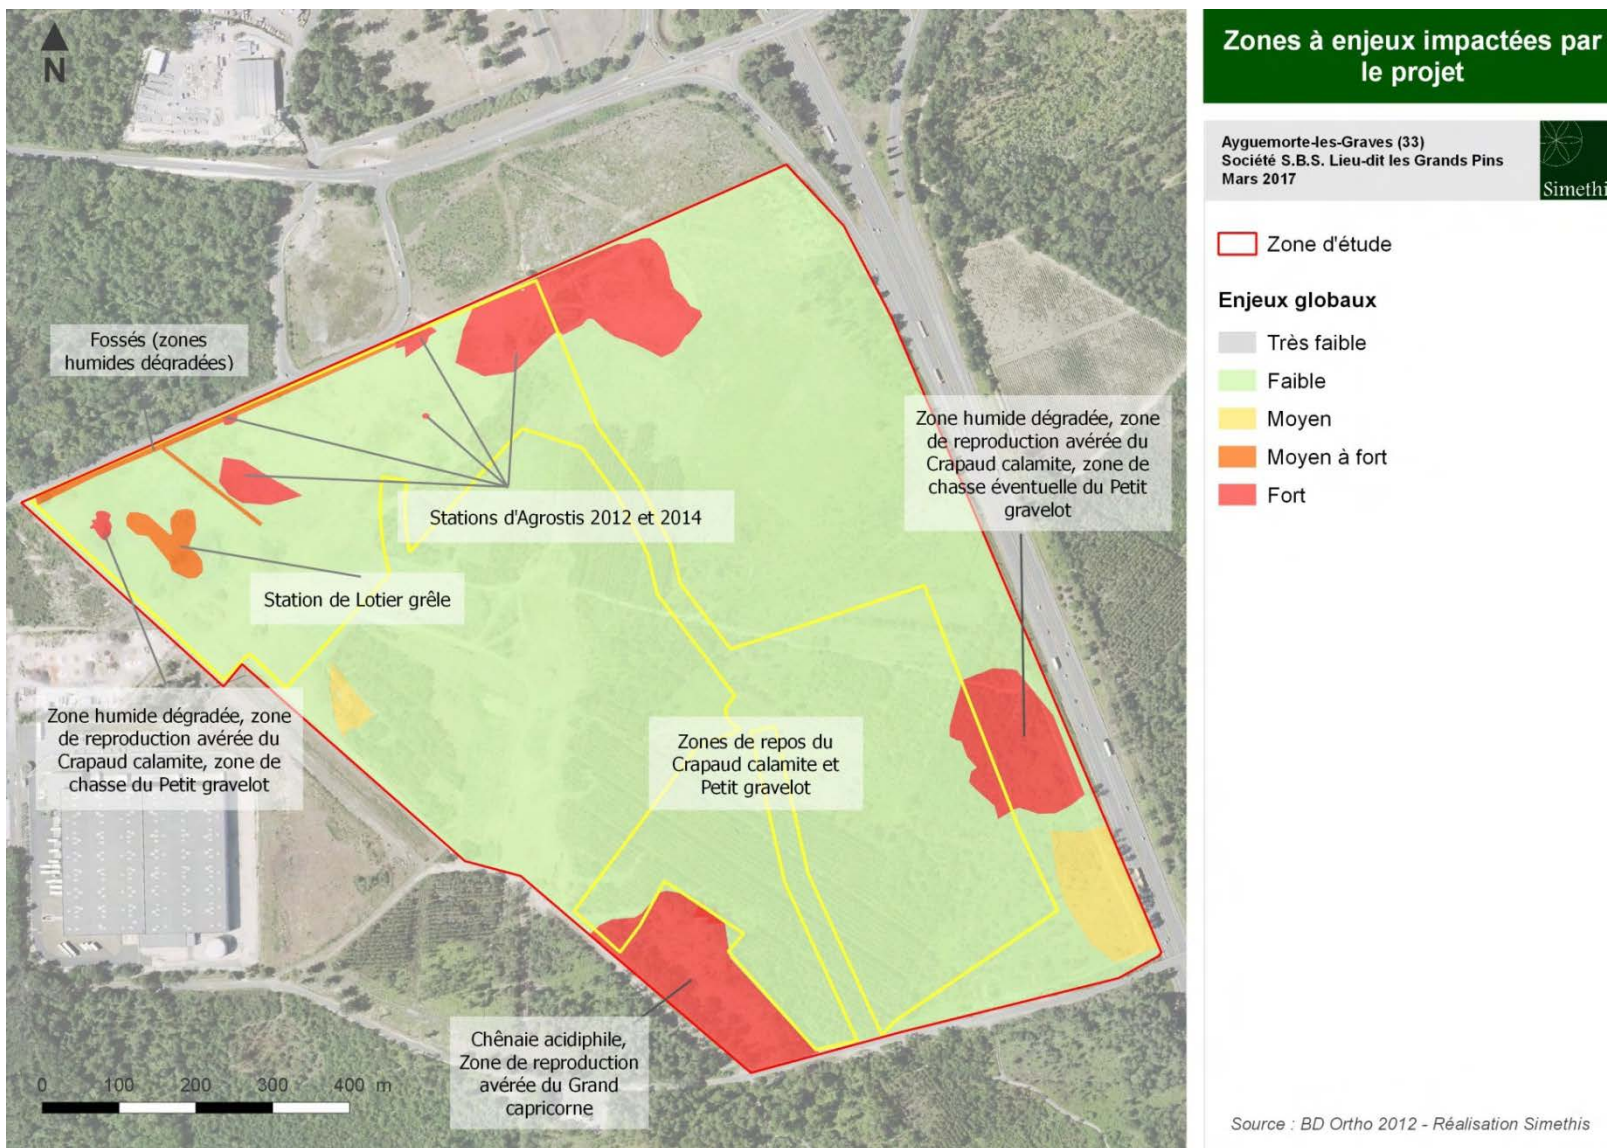 N
Fossés (zones
humides dégradées)
Stations d'Agrostis 2012 et 2014
Zone humide dégradée, zone
de reproduction avérée du
Crapaud calamite, zone de
chasse éventuelle du Petit
gravelot
Station de Lotier grêle
Zone humide dégradée, zone
de reproduction avérée du
Crapaud calamite, zone de
chasse du Petit gravelot
Zones de repos du
Crapaud calamite et
Petit gravelot
Chênaie acidiphile,
Zone de reproduction
avérée du Grand
capricorne
0 100 200 300 400 m
Zones à enjeux impactées par
le projet
Ayguemorte-les-Graves (33)
Société S.B.S. Lieu-dit les Grands Pins
Mars 2017
Simethi
Zone d'étude
Enjeux globaux
Très faible
Faible
Moyen
Moyen à fort
Fort
Source : BD Ortho 2012 - Réalisation Simethis